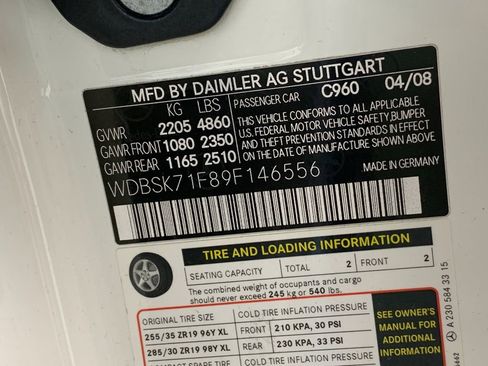 MFD BY DAIMLER AG STUTTGART
KG LBS PASSENGER CAR C960 04/08
GVWR 2205 4860
GAWR.FRONT 1080 2350
GAWR.REAR 1165 2510
THIS VEHICLE CONFORMS TO ALL APPLICABLE
U.S. FEDERAL MOTOR VEHICLE SAFETY, BUMPER
AND THEFT PREVENTION STANDARDS
IN EFFECT ON THE DATE OF
MANUFACTURE SHOWN ABOVE
WDBSK71F89F146556
MADE IN GERMANY
TIRE AND LOADING INFORMATION
SEATING CAPACITY TOTAL 2 FRONT 2
The combined weight of occupants and cargo
should never exceed 245 kg or 540 lbs.
ORIGINAL TIRE SIZE COLD TIRE INFLATION PRESSURE
255/35 ZR19 96Y XL FRONT 210 KPA, 33 PSI
285/30 ZR19 98Y XL REAR 230 KPA, 33 PSI
COLD TIRE INFLATION PRESSURE
SEE OWNER'S
MANUAL FOR
ADDITIONAL
INFORMATION
A 230 584 33 15